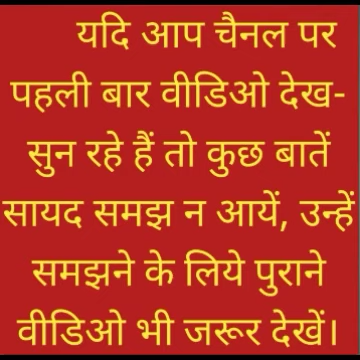 यदि आप चैनल पर
पहली बार वीडिओ देख-
सुन रहे हैं तो कुछ बातें
सायद समझ न आयें, उन्हें
समझने के लिये पुराने
वीडिओ भी जरूर देखें।